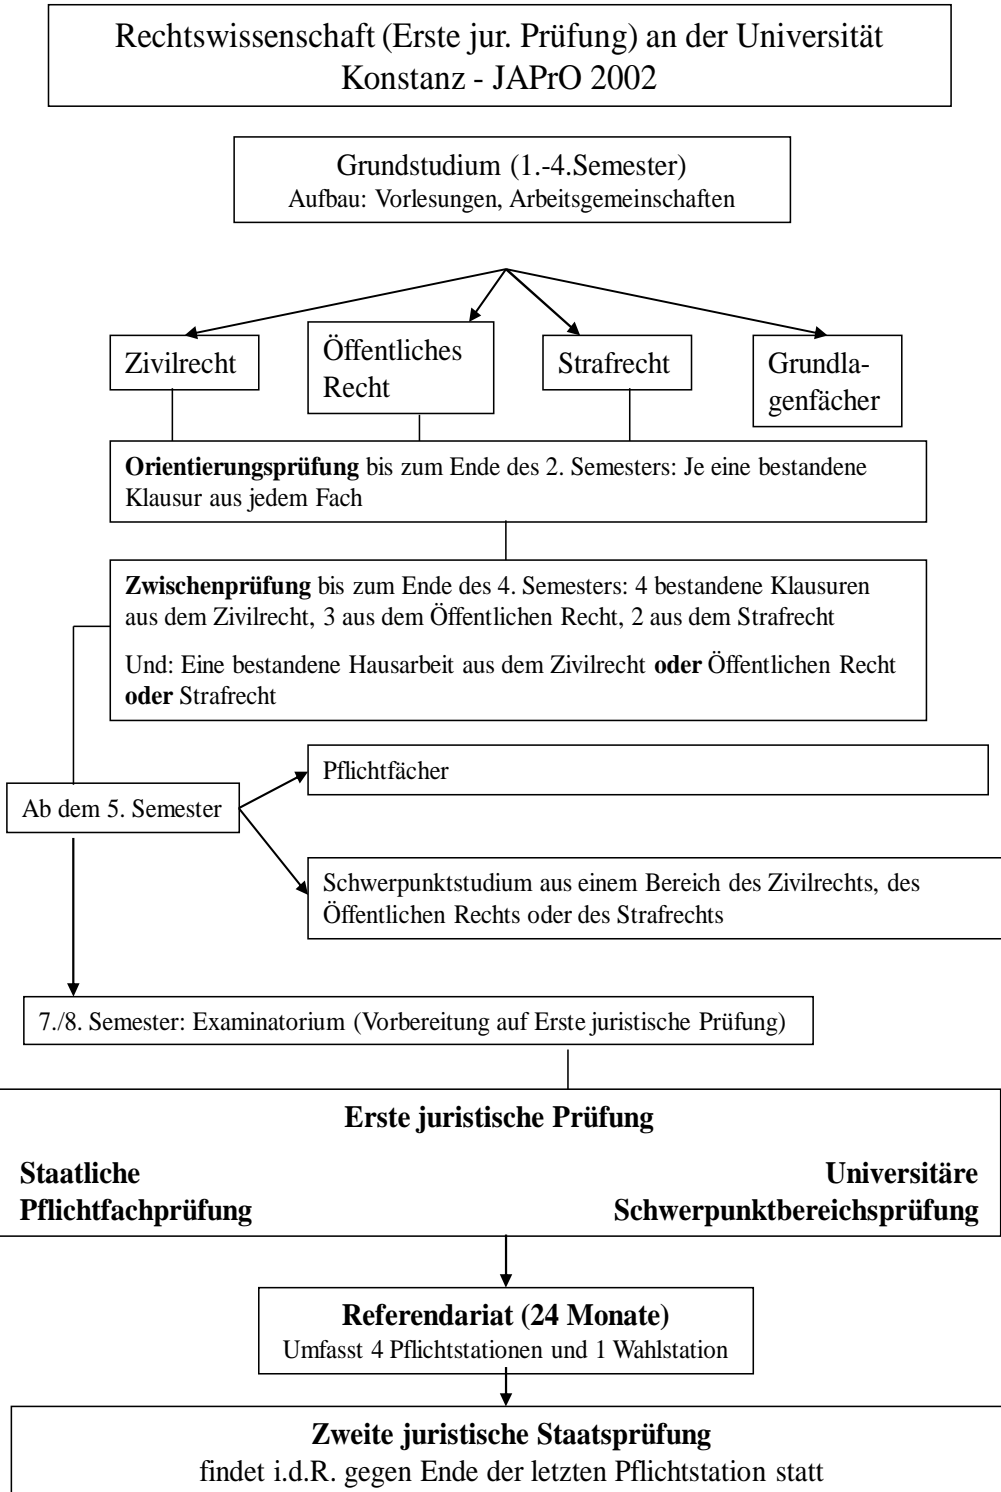 Rechtswissenschaft (Erste jur. Prüfung) an der Universität
Konstanz - JAPrO 2002
Grundstudium (1.-4.Semester)
Aufbau: Vorlesungen, Arbeitsgemeinschaften
Zivilrecht
Öffentliches
Recht
Strafrecht
Grundla-
genfächer
Orientierungsprüfung bis zum Ende des 2. Semesters: Je eine bestandene
Klausur aus jedem Fach
Zwischenprüfung bis zum Ende des 4. Semesters: 4 bestandene Klausuren
aus dem Zivilrecht, 3 aus dem Öffentlichen Recht, 2 aus dem Strafrecht
Und: Eine bestandene Hausarbeit aus dem Zivilrecht oder Öffentlichen Recht
oder Strafrecht
Pflichtfächer
Ab dem 5. Semester
Schwerpunktstudium aus einem Bereich des Zivilrechts, des
Öffentlichen Rechts oder des Strafrechts
7./8. Semester: Examinatorium (Vorbereitung auf Erste juristische Prüfung)
Erste juristische Prüfung
Staatliche
Pflichtfachprüfung
Universitäre
Schwerpunktbereichsprüfung
Referendariat (24 Monate)
Umfasst 4 Pflichtstationen und 1 Wahlstation
Zweite juristische Staatsprüfung
findet i.d.R. gegen Ende der letzten Pflichtstation statt